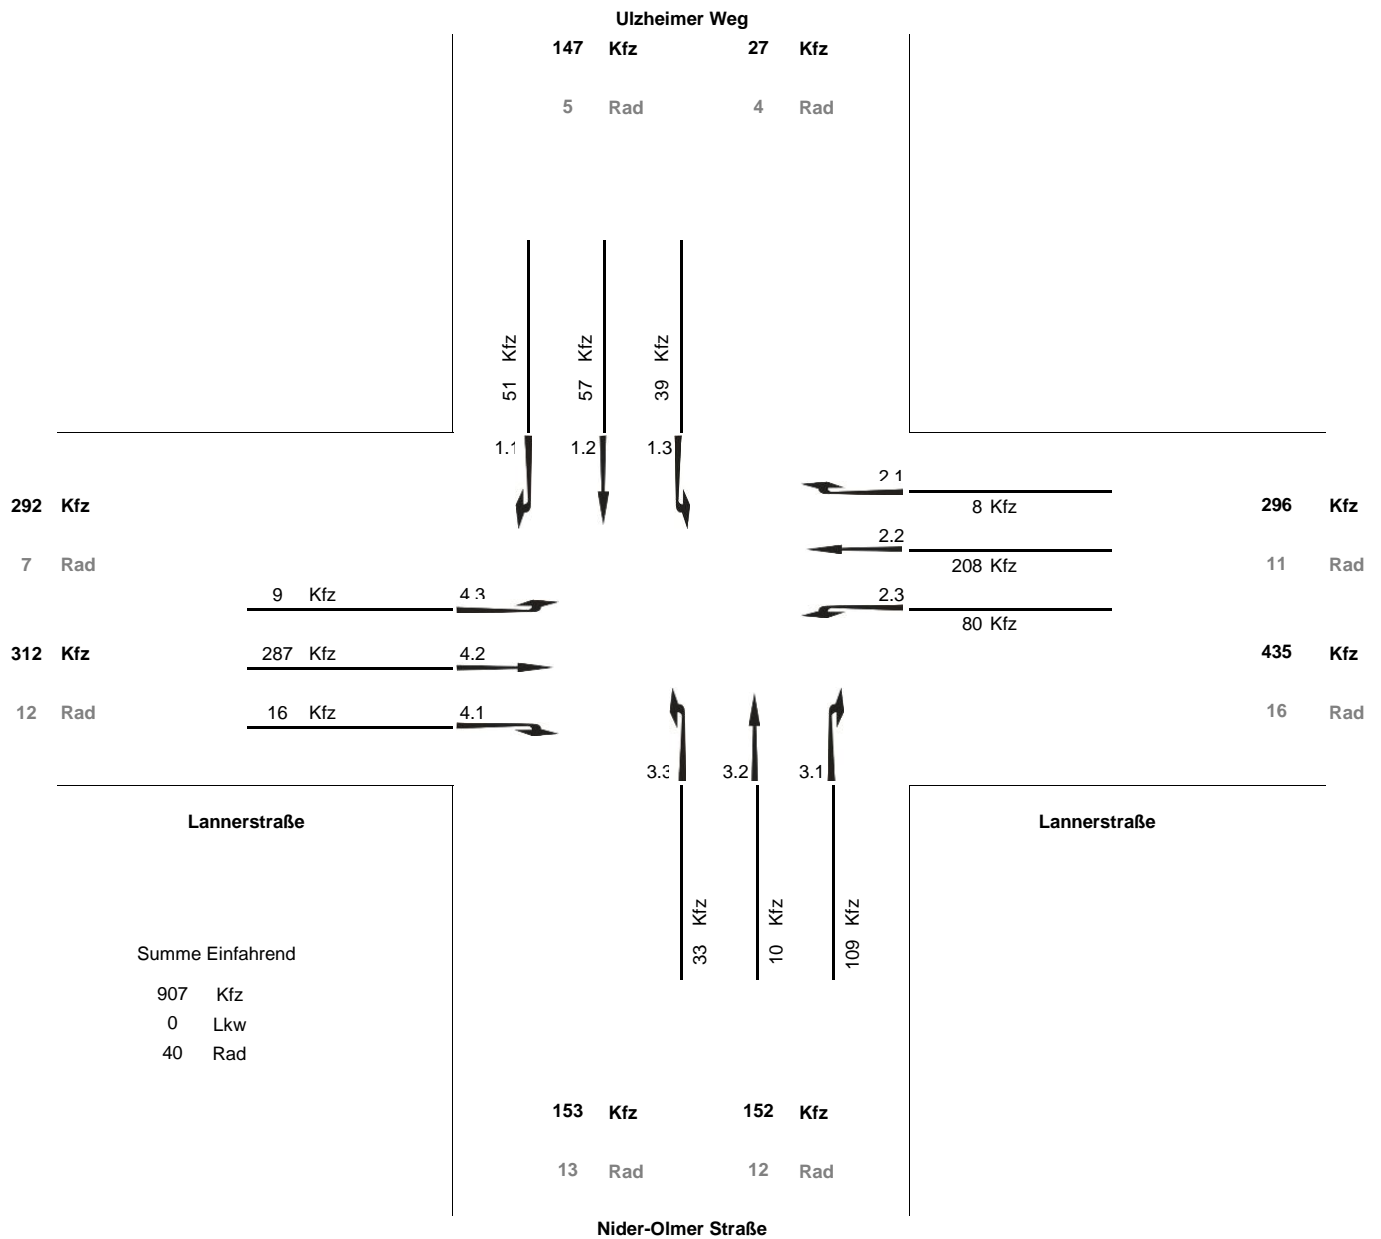 Ulzheimer Weg
147 Kfz 27 Kfz
5 Rad 4 Rad
51 Kfz
57 Kfz
39 Kfz
1.1 1.2 1.3
2.1
8 Kfz
2.2
208 Kfz
2.3
80 Kfz
292 Kfz
7 Rad
296 Kfz
11 Rad
9 Kfz 4.3
287 Kfz 4.2
16 Kfz 4.1
312 Kfz
12 Rad
435 Kfz
16 Rad
3.3 3.2 3.1
Lannerstraße
Lannerstraße
33 Kfz
10 Kfz
109 Kfz
Summe Einfahrend
907 Kfz
0 Lkw
40 Rad
153 Kfz 152 Kfz
13 Rad 12 Rad
Nider-Olmer Straße